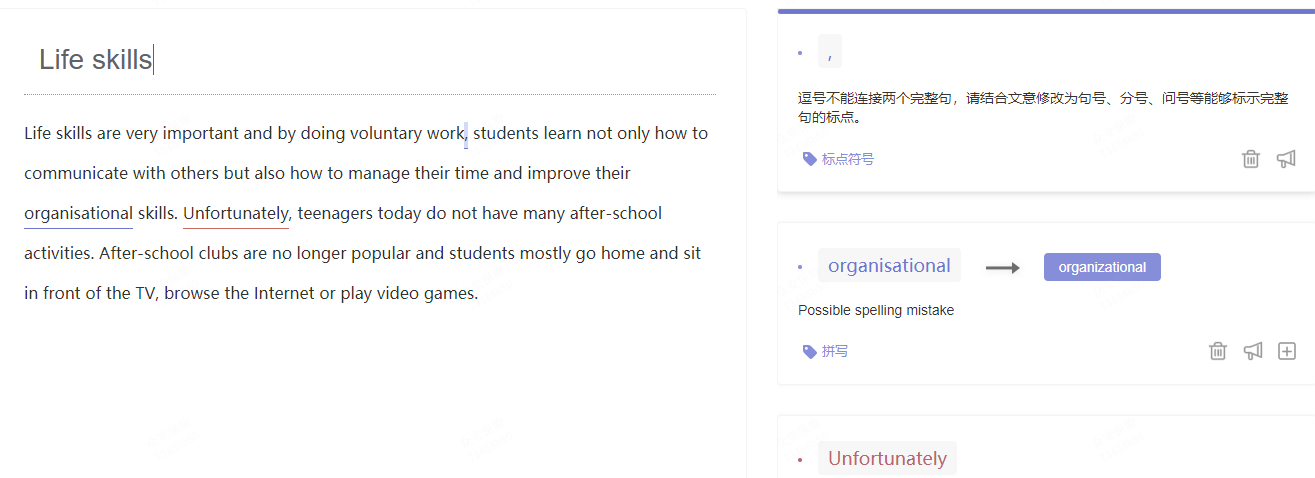 Life skills
Life skills are very important and by doing voluntary work, students learn not only how to
communicate with others but also how to manage their time and improve their
organisational skills. Unfortunately, teenagers today do not have many after-school
activities. After-school clubs are no longer popular and students mostly go home and sit
in front of the TV, browse the Internet or play video games.
,
逗号不能连接两个完整句，请结合文意修改为句号、分号、问号等能够标示完整
句的标点。
标点符号
organisational
organizational
Possible spelling mistake
拼写
Unfortunately